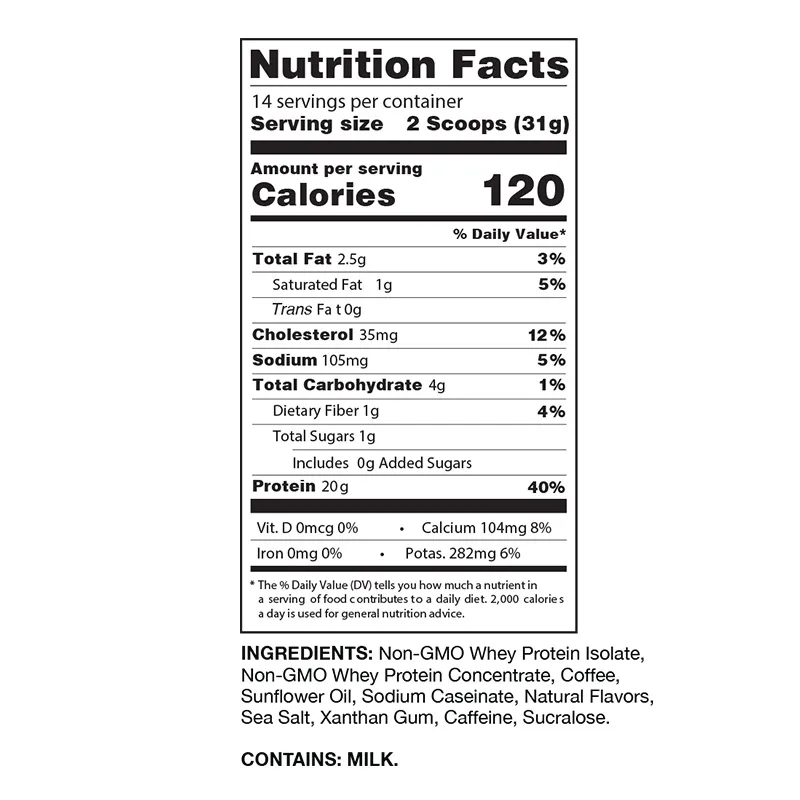 Nutrition Facts
14 servings per container
Serving size 2 Scoops (31g)
Amount per serving
Calories 120
% Daily Value*
Total Fat 2.5g 3%
Saturated Fat 1g 5%
Trans Fat 0g
Cholesterol 35mg 12%
Sodium 105mg 5%
Total Carbohydrate 4g 1%
Dietary Fiber 1g 4%
Total Sugars 1g
Includes 0g Added Sugars
Protein 20g 40%
Vit. D 0mcg 0% • Calcium 104mg 8%
Iron 0mg 0% • Potas. 282mg 6%
* The % Daily Value (DV) tells you how much a nutrient in
a serving of food contributes to a daily diet. 2,000 calories
a day is used for general nutrition advice.
INGREDIENTS: Non-GMO Whey Protein Isolate,
Non-GMO Whey Protein Concentrate, Coffee,
Sunflower Oil, Sodium Caseinate, Natural Flavors,
Sea Salt, Xanthan Gum, Caffeine, Sucralose.
CONTAINS: MILK.